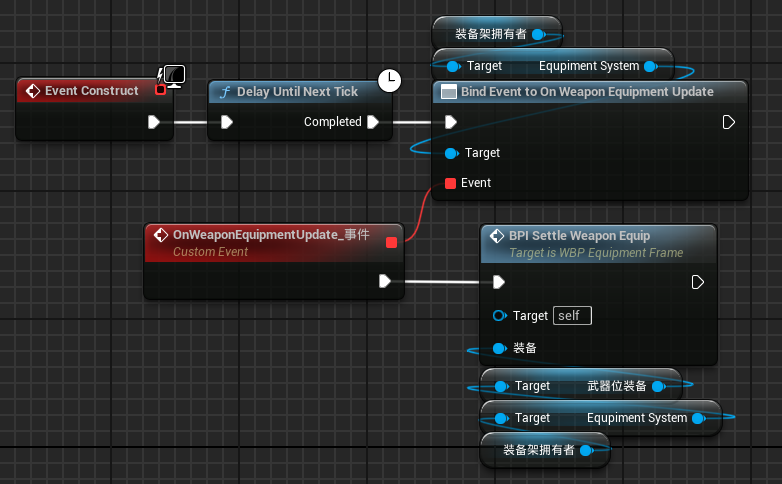 装备架拥有者
Target Equpiment System
Event Construct
Delay Until Next Tick
Bind Event to On Weapon Equipment Update
Completed
Target
Event
OnWeaponEquipmentUpdate_事件
Custom Event
BPI Settle Weapon Equip
Target is WBP Equipment Frame
Target self
装备
Target 武器位装备
Target Equpiment System
装备架拥有者